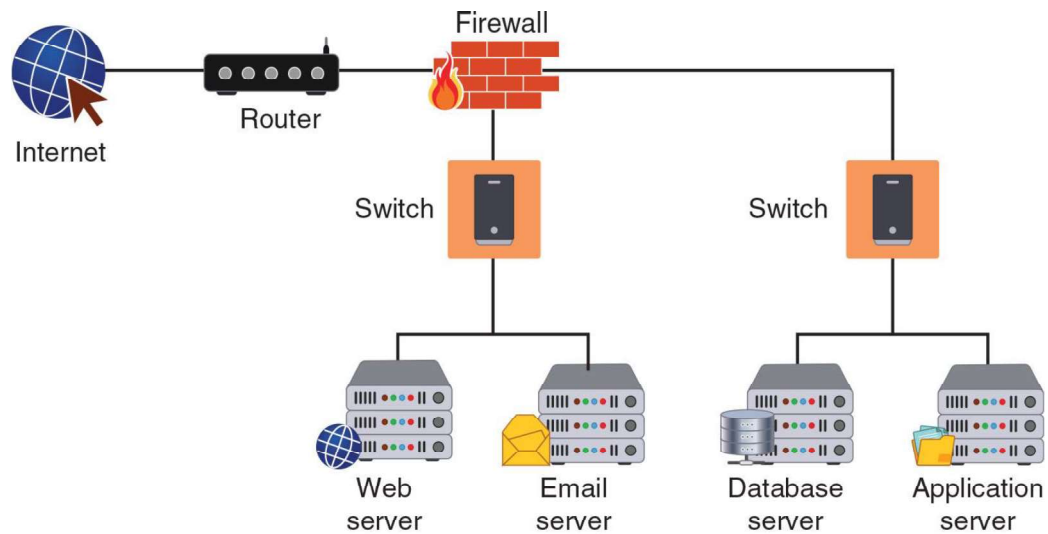 Firewall
Router
Internet
Switch
Switch
Web
server
Email
server
Database
server
Application
server